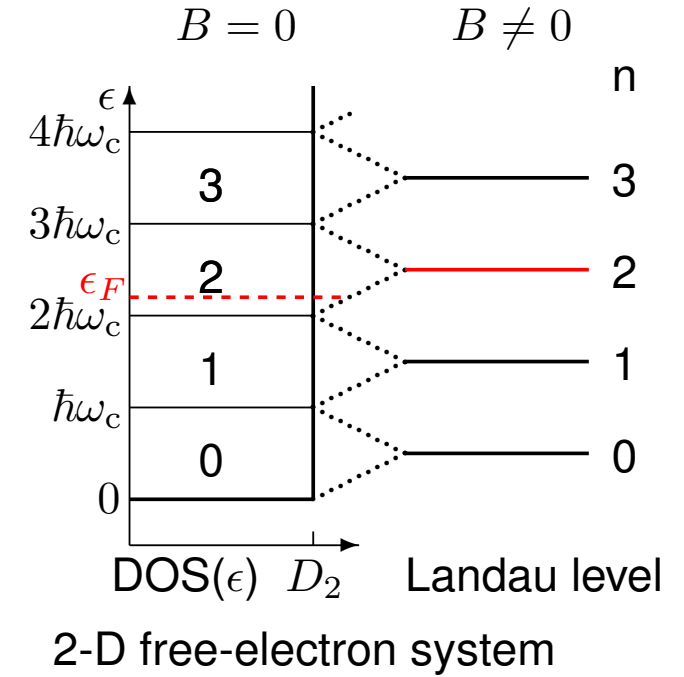 B = 0
B ≠ 0
n
ϵ
4ħω_c
3
3
3ħω_c
2
2
ϵ_F
2ħω_c
1
1
ħω_c
0
0
0
DOS(ϵ)
D_2
Landau level
2-D free-electron system